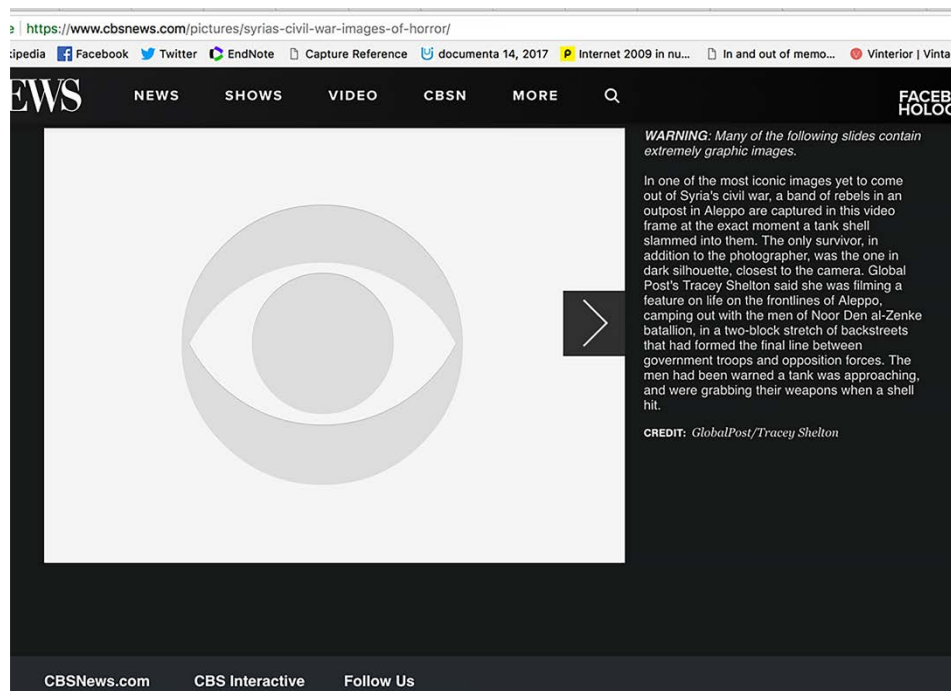 e | https://www.cbsnews.com/pictures/syrias-civil-war-images-of-horror/
kipedia Facebook Twitter EndNote Capture Reference documenta 14, 2017 Internet 2009 in nu... In and out of memo... Vinterior | Vinta
EWS NEWS SHOWS VIDEO CBSN MORE FACEB
HOLOC
WARNING: Many of the following slides contain
extremely graphic images.
In one of the most iconic images yet to come
out of Syria's civil war, a band of rebels in an
outpost in Aleppo are captured in this video
frame at the exact moment a tank shell
slammed into them. The only survivor, in
addition to the photographer, was the one in
dark silhouette, closest to the camera. Global
Post's Tracey Shelton said she was filming a
feature on life on the frontlines of Aleppo,
camping out with the men of Noor Den al-Zenke
batallion, in a two-block stretch of backstreets
that had formed the final line between
government troops and opposition forces. The
men had been warned a tank was approaching,
and were grabbing their weapons when a shell
hit.
CREDIT: GlobalPost/Tracey Shelton
CBSNews.com CBS Interactive Follow Us